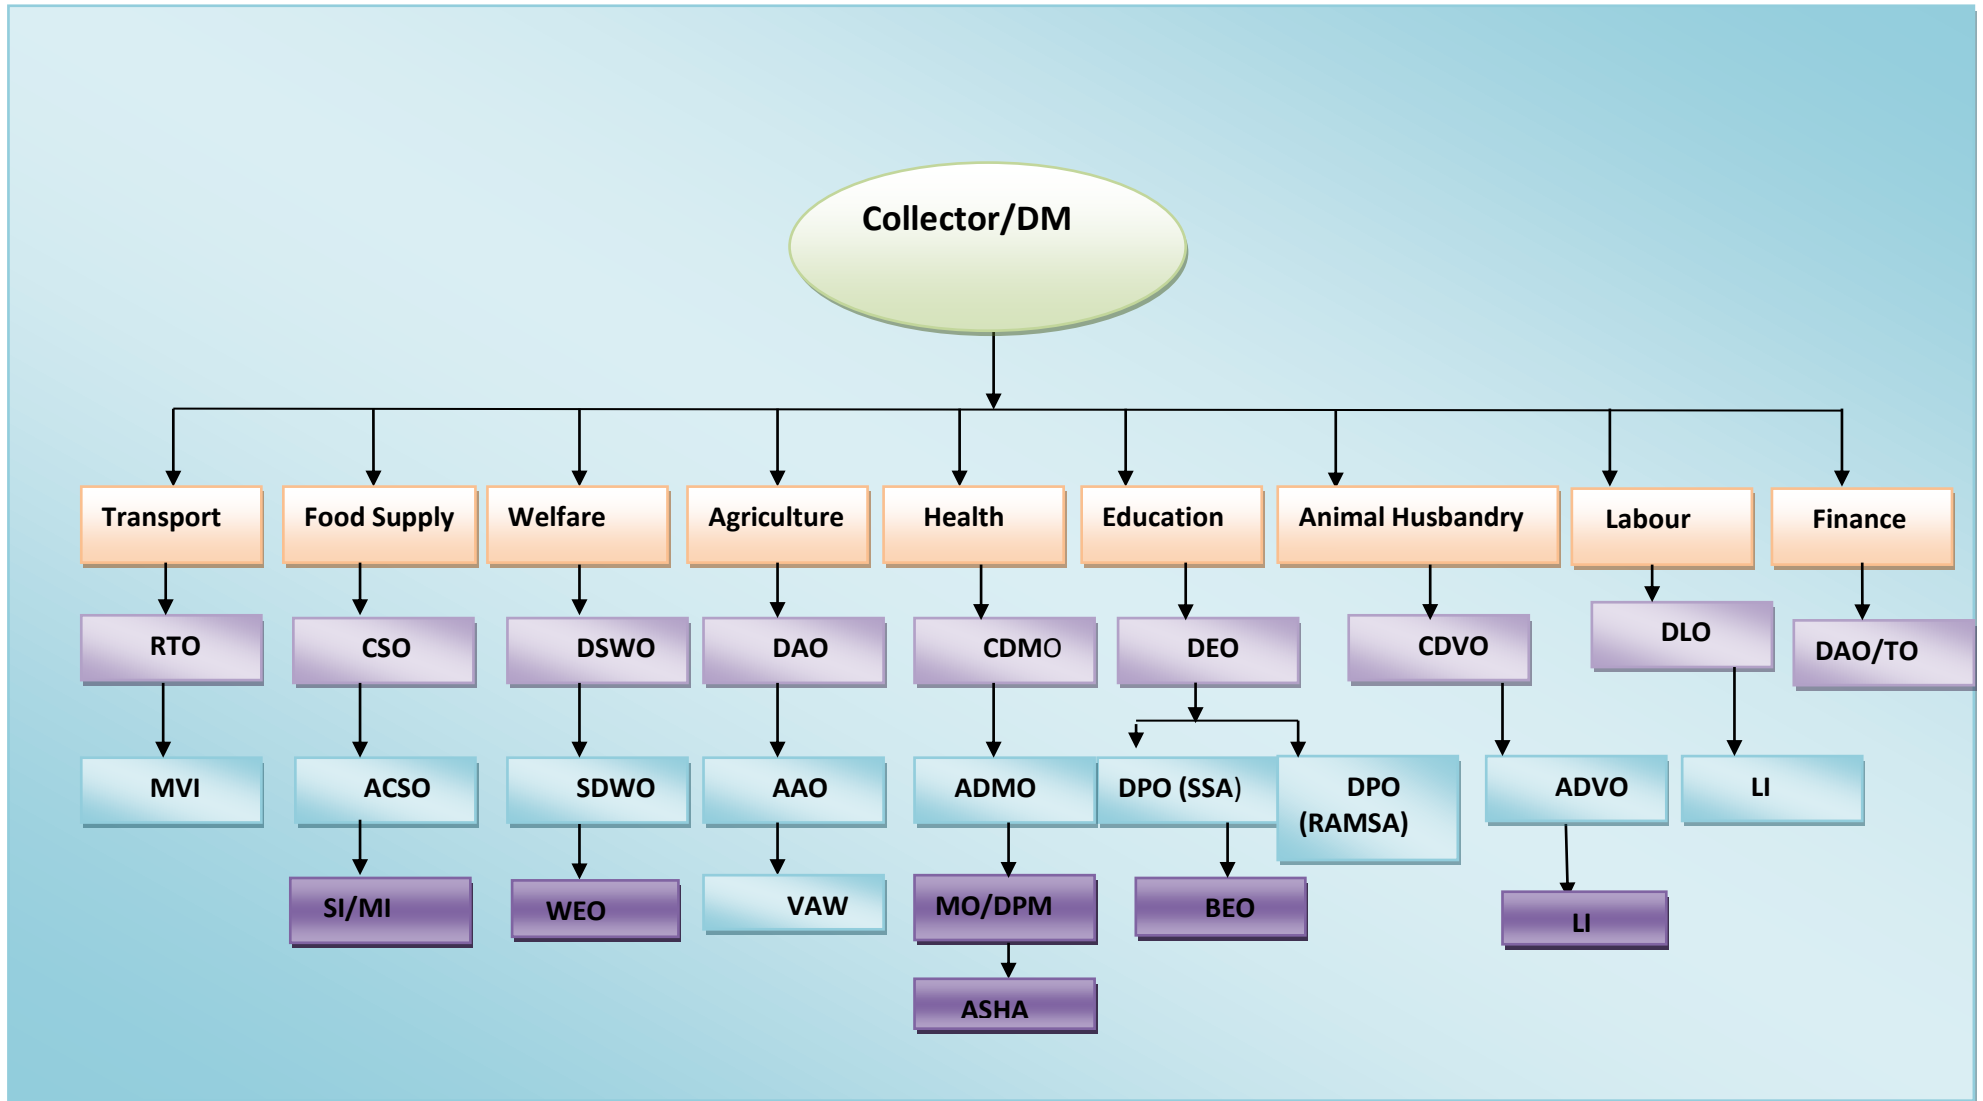 Collector/DM
Transport
Food Supply
Welfare
Agriculture
Health
Education
Animal Husbandry
Labour
Finance
RTO
CSO
DSWO
DAO
CDMO
DEO
CDVO
DLO
DAO/TO
MVI
ACSO
SDWO
AAO
ADMO
DPO (SSA)
DPO
(RAMSA)
ADVO
LI
SI/MI
WEO
VAW
MO/DPM
BEO
LI
ASHA